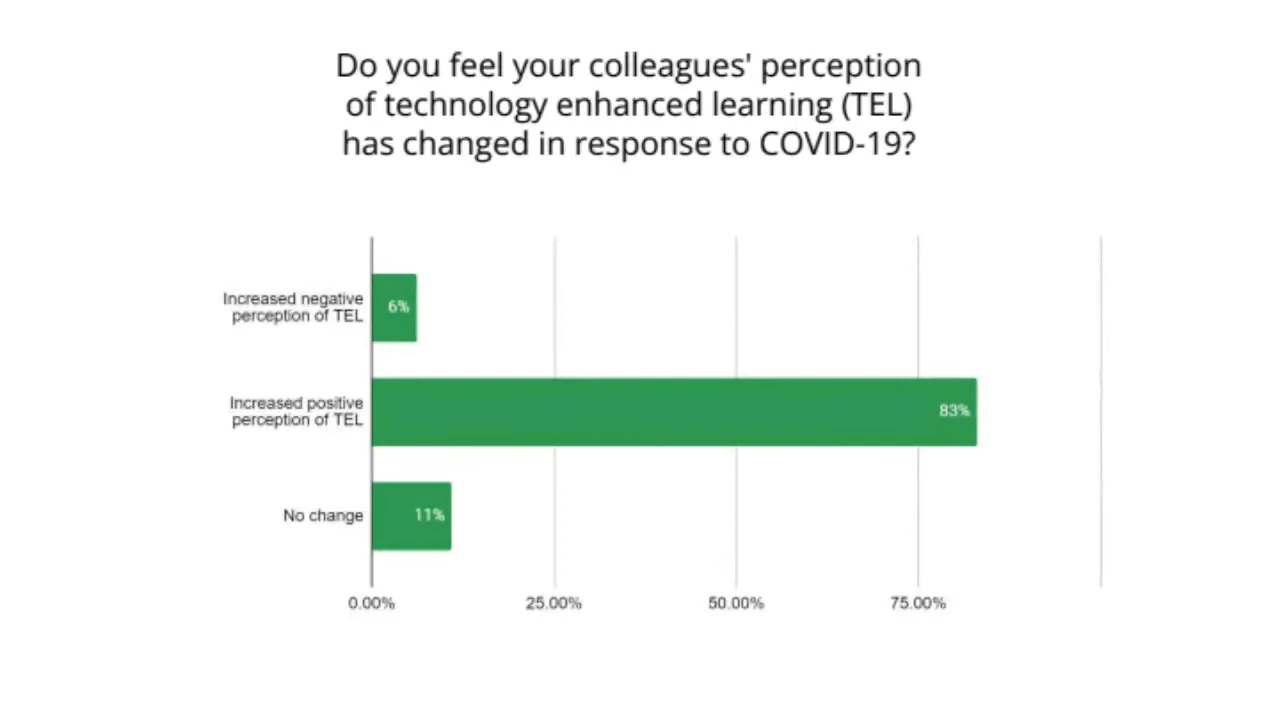 Do you feel your colleagues' perception
of technology enhanced learning (TEL)
has changed in response to COVID-19?
Increased negative
perception of TEL
6%
Increased positive
perception of TEL
83%
No change
11%
0.00%
25.00%
50.00%
75.00%